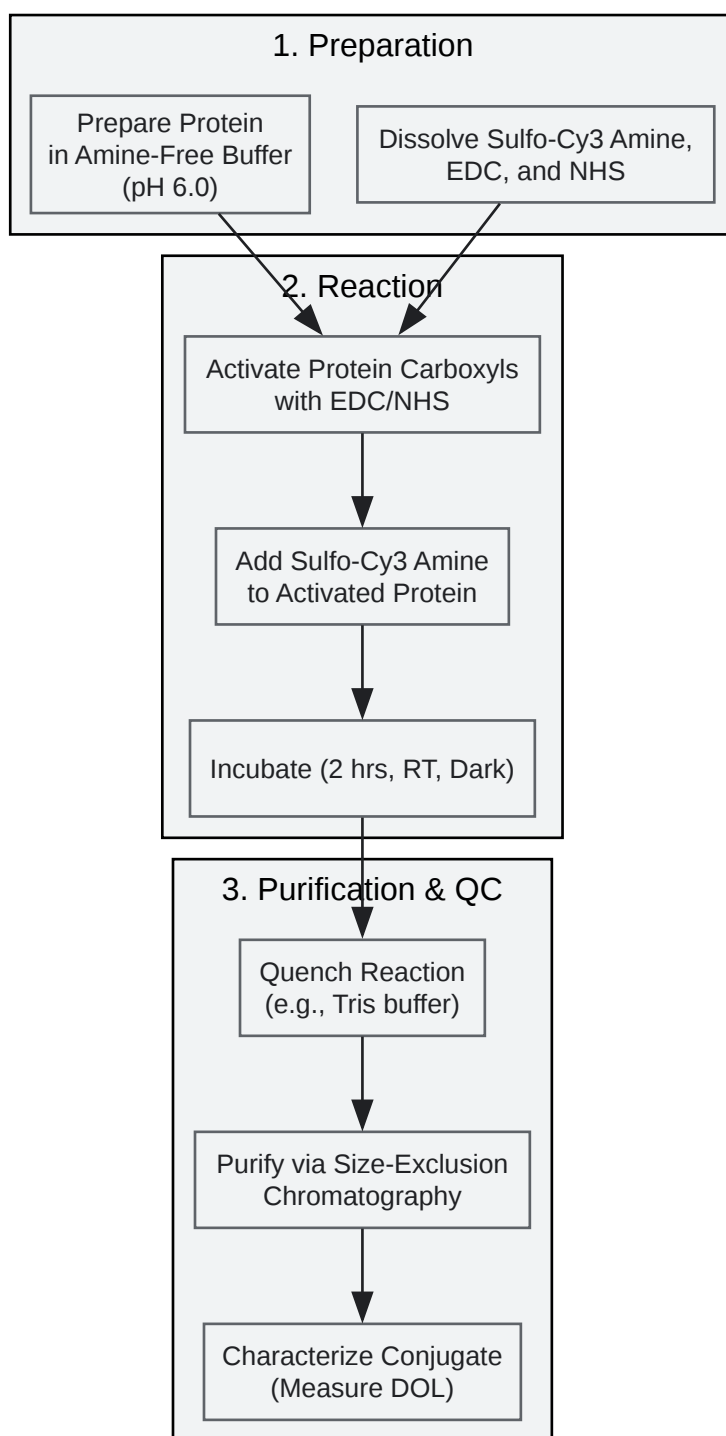 1. Preparation
Prepare Protein
in Amine-Free Buffer
(pH 6.0)
Dissolve Sulfo-Cy3 Amine,
EDC, and NHS
2. Reaction
Activate Protein Carboxyls
with EDC/NHS
Add Sulfo-Cy3 Amine
to Activated Protein
Incubate (2 hrs, RT, Dark)
3. Purification & QC
Quench Reaction
(e.g., Tris buffer)
Purify via Size-Exclusion
Chromatography
Characterize Conjugate
(Measure DOL)